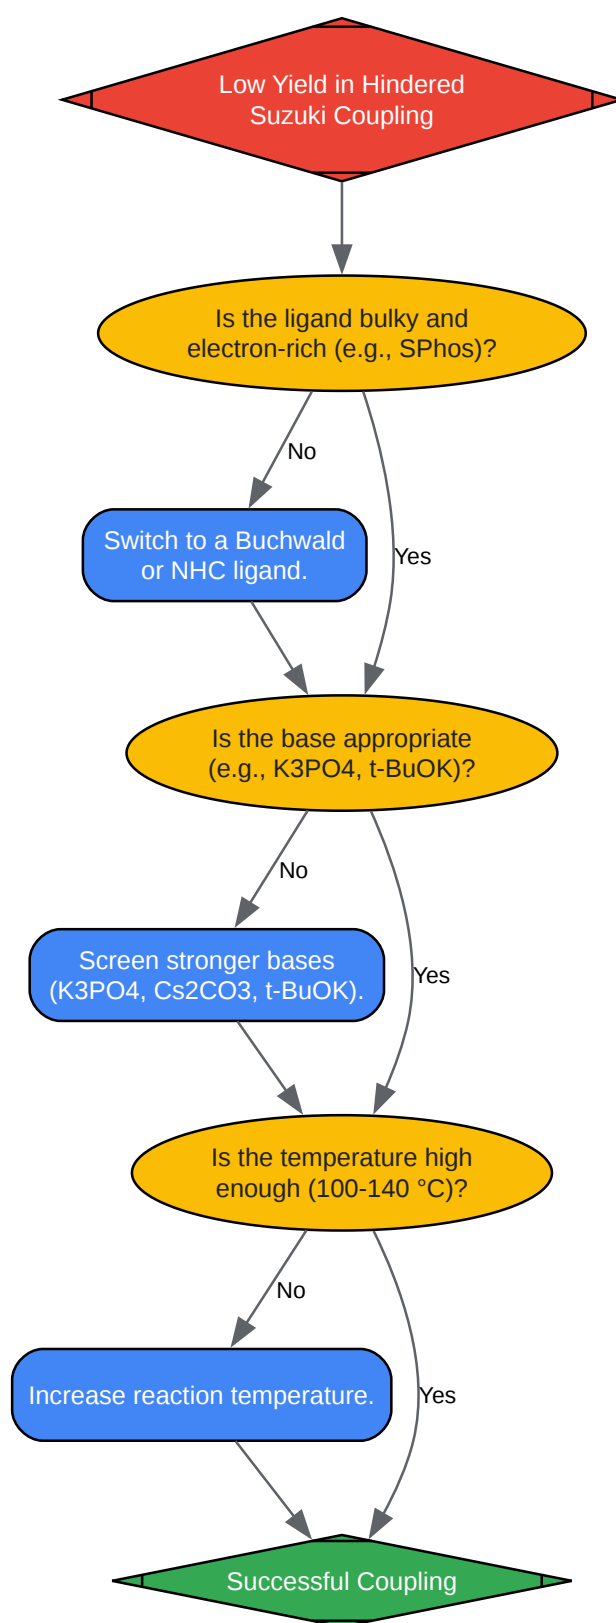 Low Yield in Hindered
Suzuki Coupling
Is the ligand bulky and
electron-rich (e.g., SPhos)?
No
Switch to a Buchwald
or NHC ligand.
Yes
Is the base appropriate
(e.g., K3PO4, t-BuOK)?
No
Screen stronger bases
(K3PO4, Cs2CO3, t-BuOK).
Yes
Is the temperature high
enough (100-140 °C)?
No
Increase reaction temperature.
Yes
Successful Coupling